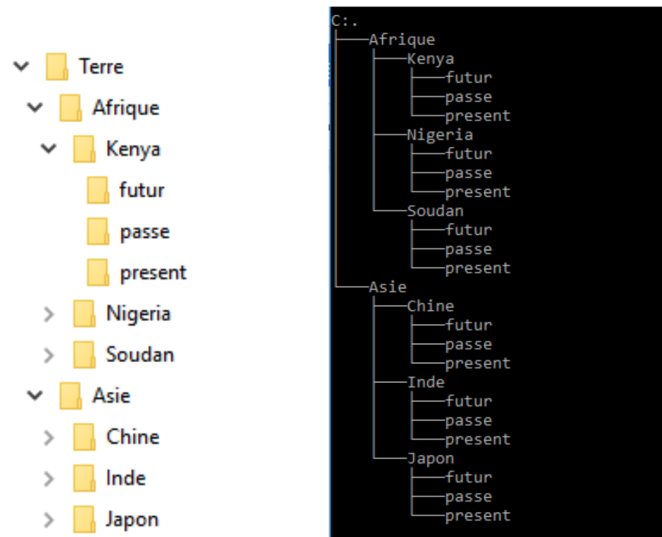 Terre
Afrique
Kenya
futur
passe
present
Nigeria
Soudan
Asie
Chine
Inde
Japon
C:.
Afrique
Kenya
futur
passe
present
Nigeria
futur
passe
present
Soudan
futur
passe
present
Asie
Chine
futur
passe
present
Inde
futur
passe
present
Japon
futur
passe
present